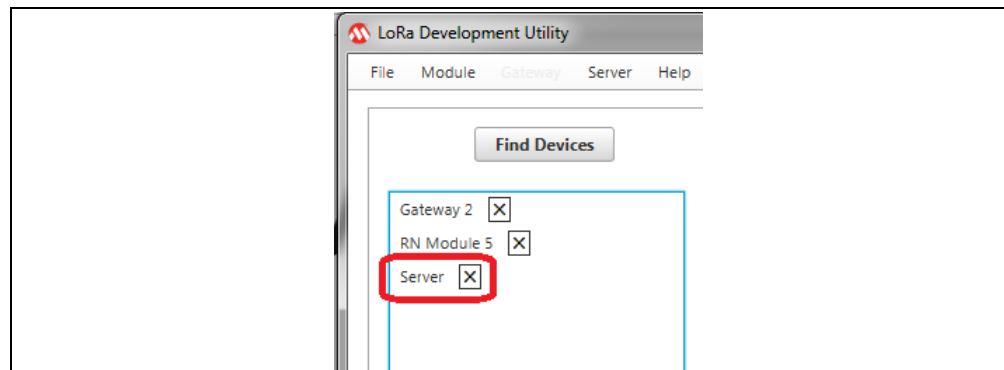 LoRa Development Utility
File Module Gateway Server Help
Find Devices
Gateway 2
RN Module 5
Server